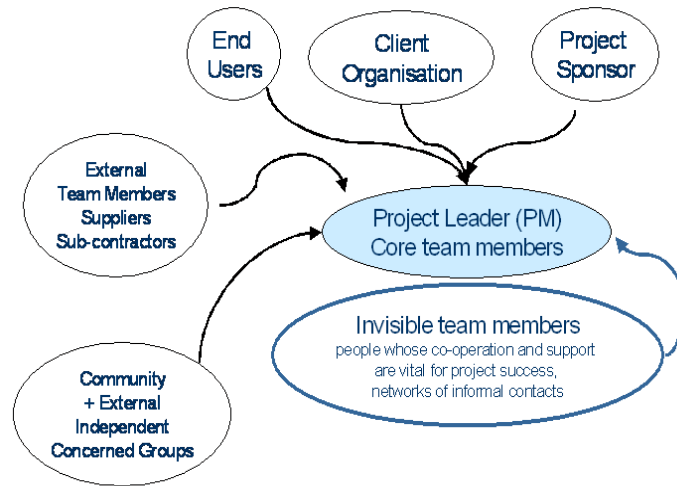 End
Users
Client
Organisation
Project
Sponsor
External
Team Members
Suppliers
Sub-contractors
Project Leader (PM)
Core team members
Invisible team members
people whose co-operation and support
are vital for project success,
networks of informal contacts
Community
+ External
Independent
Concerned Groups